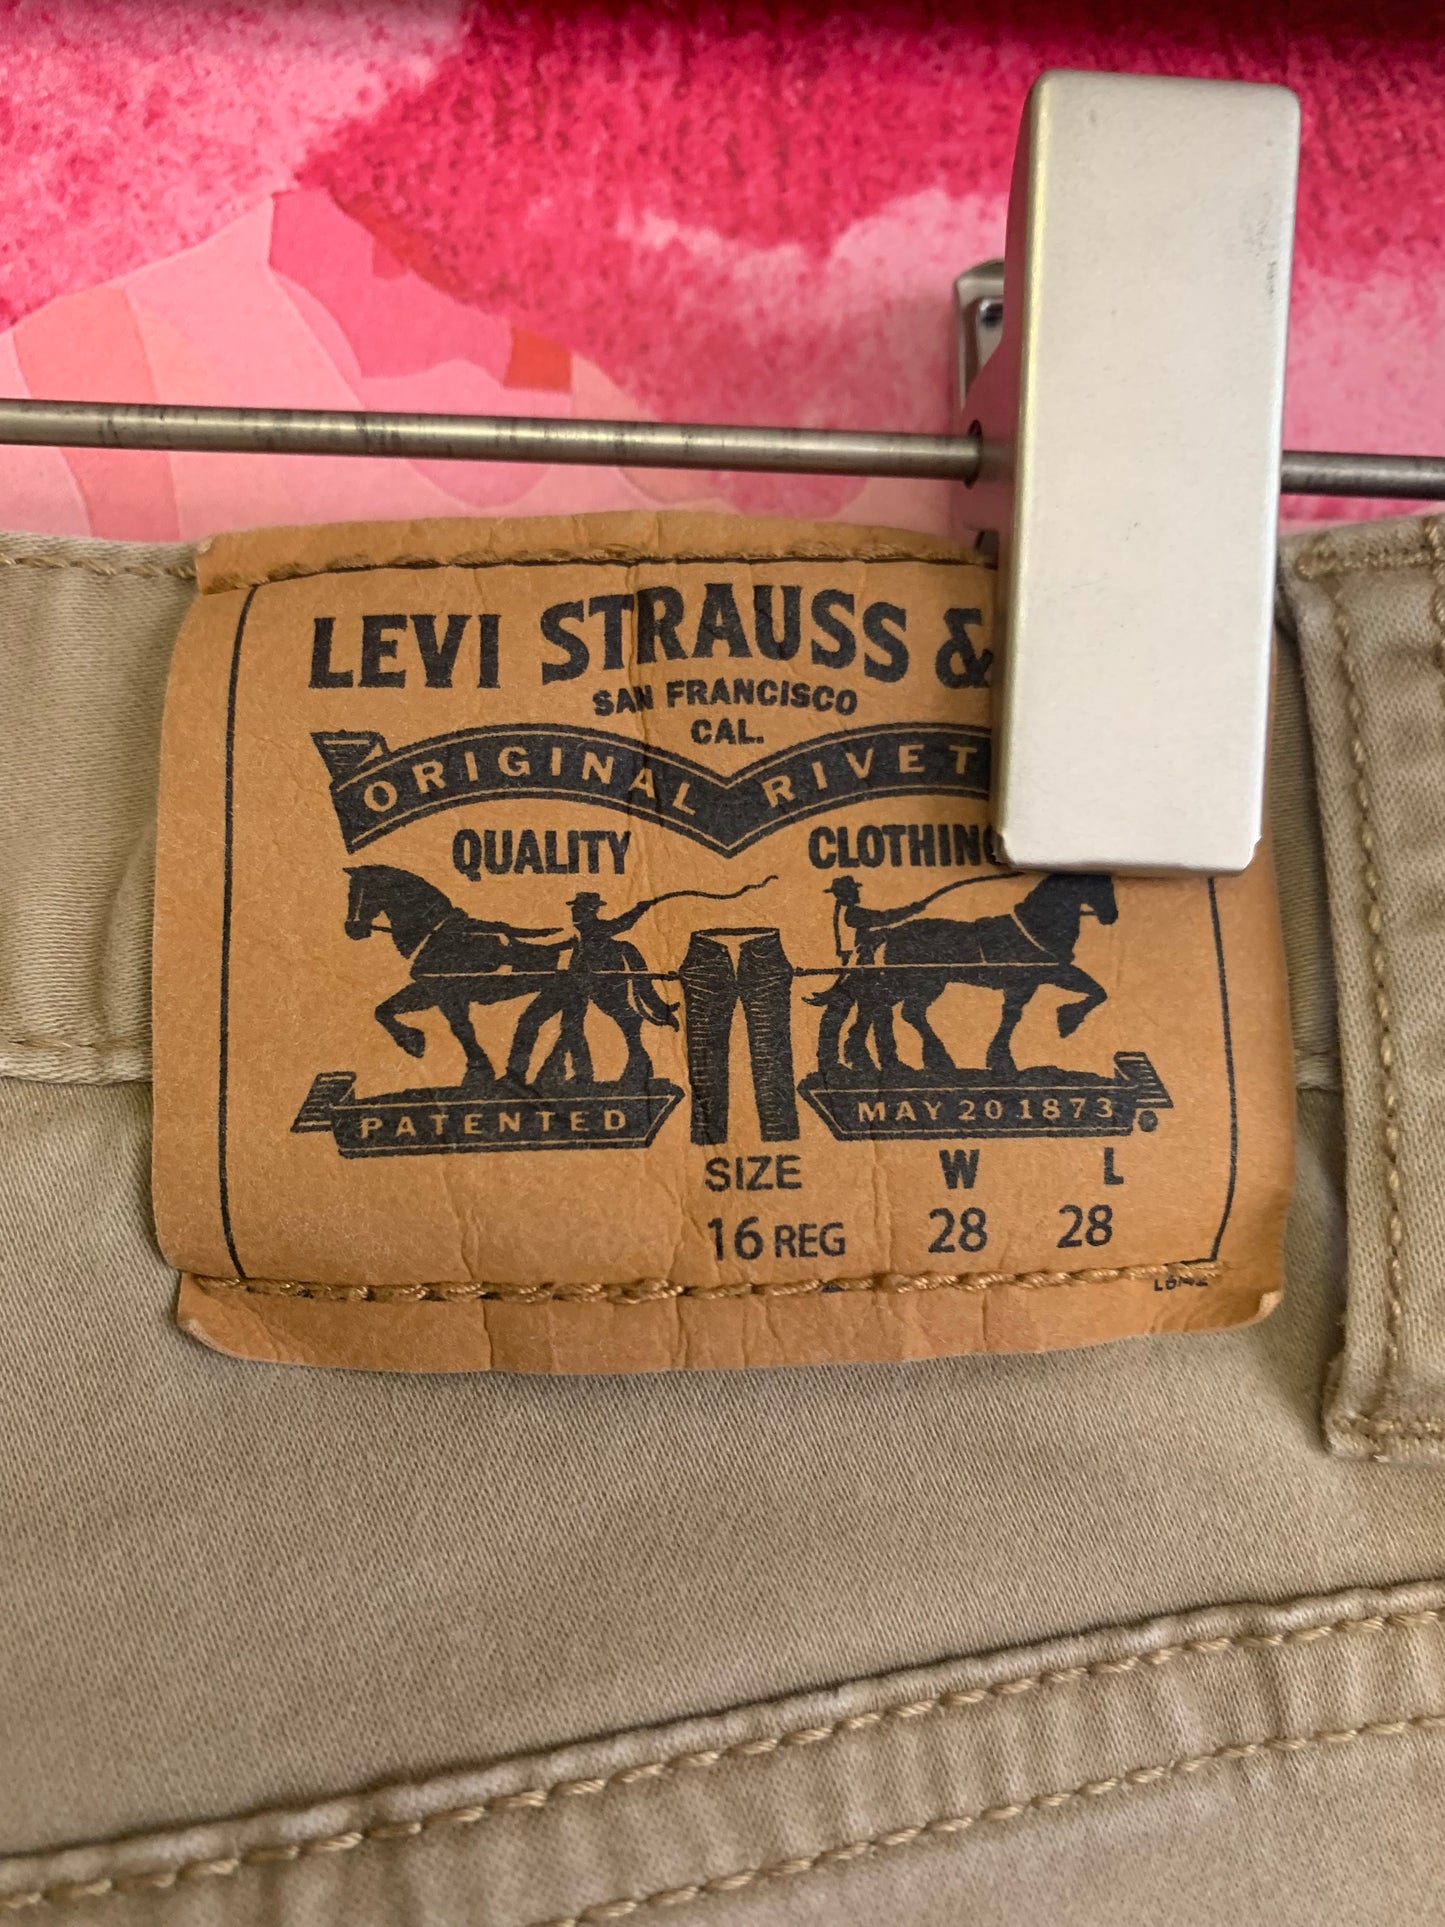 LEVI STRAUSS &
SAN FRANCISCO
CAL.
ORIGINAL RIVET
QUALITY CLOTHING
PATENTED MAY 20 1873
SIZE W L
16 REG 28 28